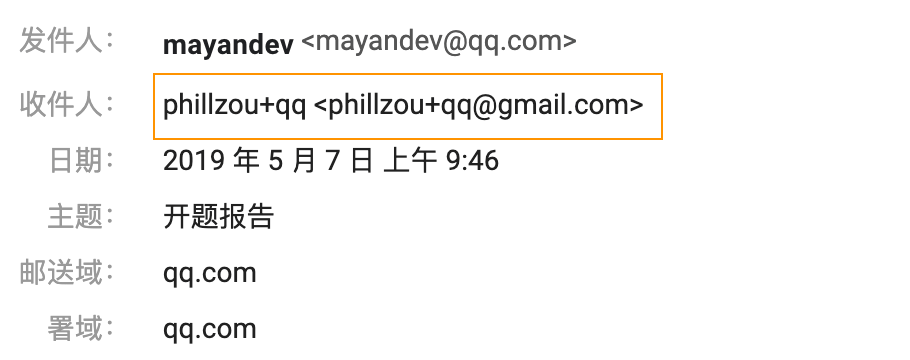 发件人： mayandev <mayandev@qq.com>
收件人： phillzou+qq <phillzou+qq@gmail.com>
日期： 2019 年 5 月 7 日 上午 9:46
主题： 开题报告
邮送域： qq.com
署域： qq.com